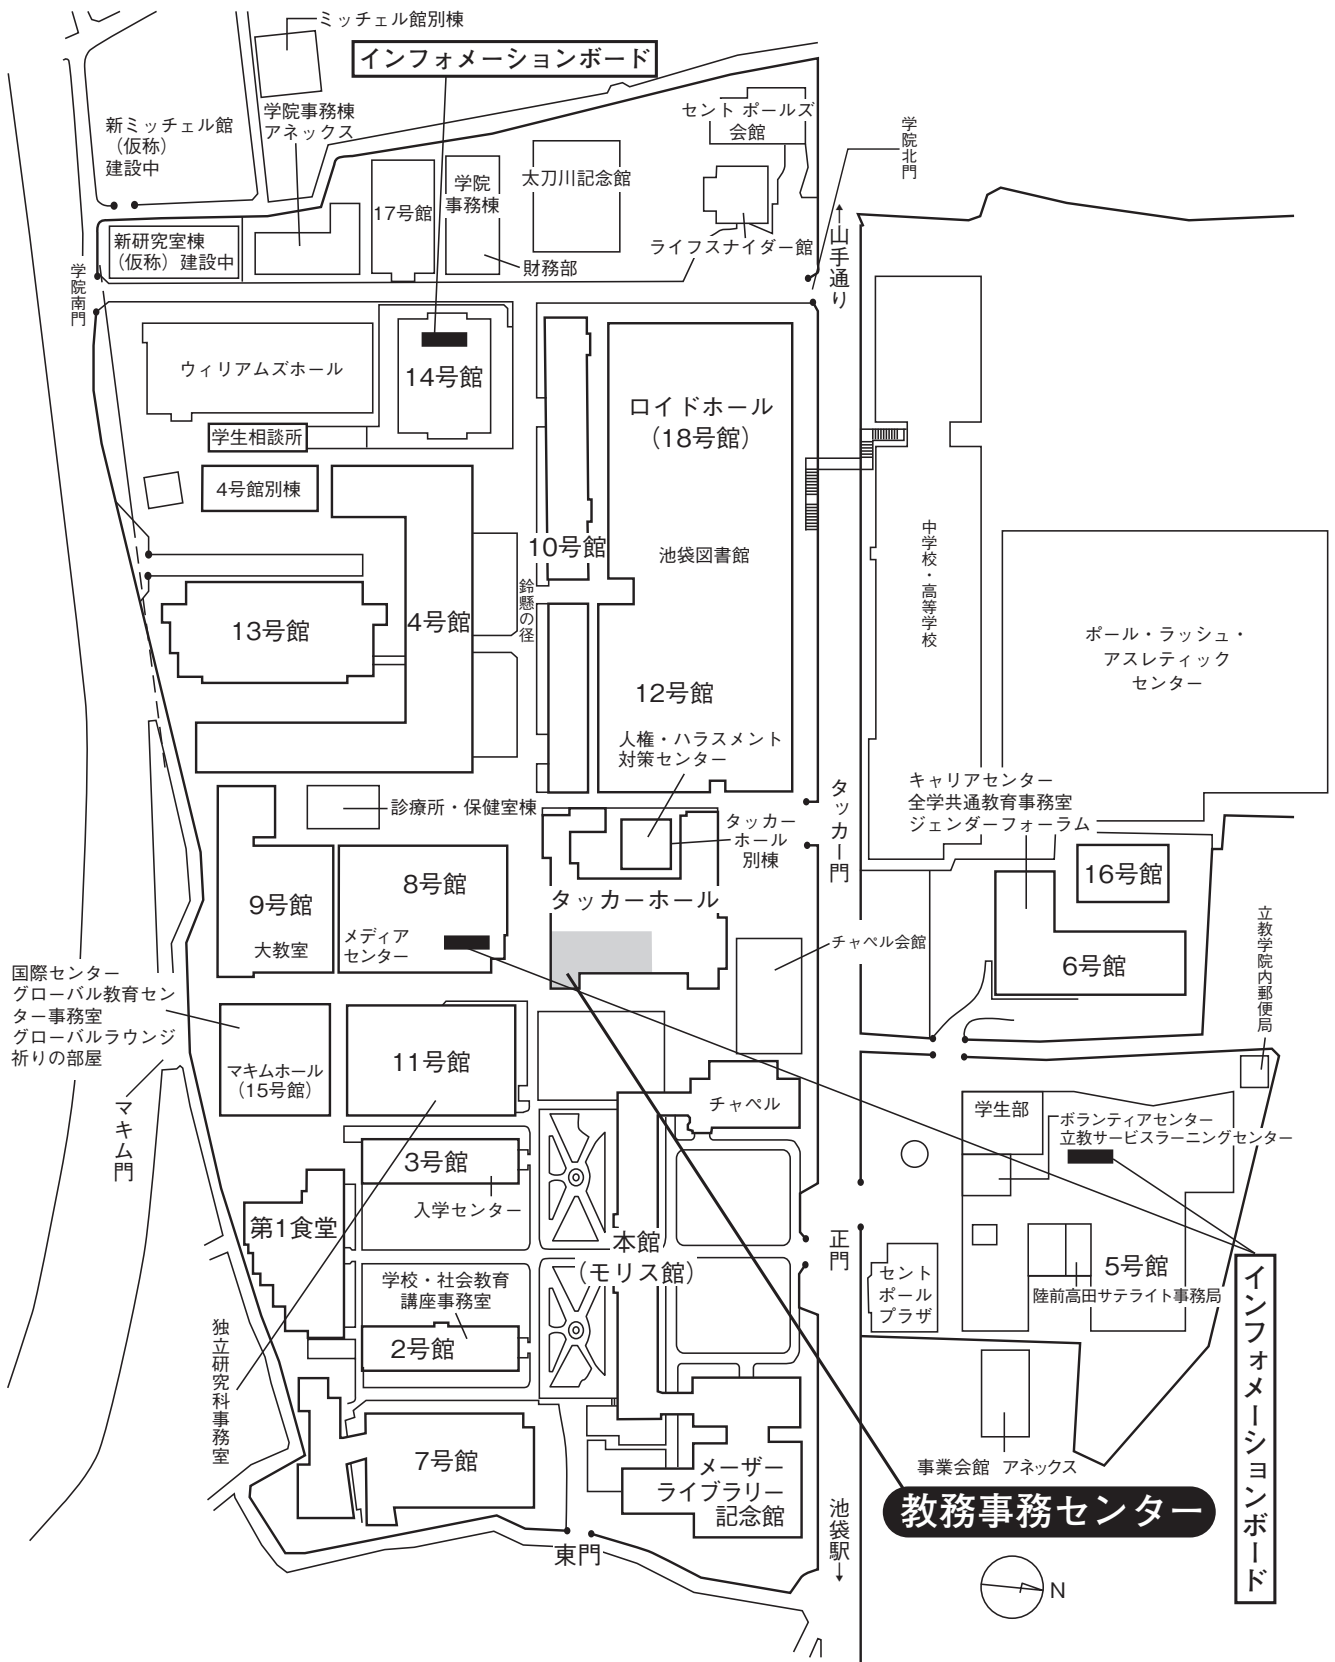 ミッチェル館別棟
インフォメーションボード
学院事務棟
アネックス
新ミッチェル館
(仮称)
建設中
セント ポールズ
会館
学院北門
17号館
学院
事務棟
太刀川記念館
ライフスナイダー館
財務部
新研究室棟
(仮称)建設中
学院南門
←山手通り
ウィリアムズホール
14号館
ロイドホール
(18号館)
学生相談所
4号館別棟
10号館
池袋図書館
中学校・高等学校
鈴懸の径
13号館
4号館
ポール・ラッシュ・
アスレティック
センター
12号館
人権・ハラスメント
対策センター
診療所・保健室棟
タッカー
ホール
別棟
タッカー門
キャリアセンター
全学共通教育事務室
ジェンダーフォーラム
16号館
8号館
9号館
大教室
メディア
センター
タッカーホール
チャペル会館
6号館
立教学院内郵便局
国際センター
グローバル教育セン
ター事務室
グローバルラウンジ
祈りの部屋
マキムホール
(15号館)
11号館
チャペル
マキム門
学生部
ボランティアセンター
立教サービスラーニングセンター
3号館
入学センター
第1食堂
本館
(モリス館)
正門
セント
ポール
プラザ
5号館
陸前高田サテライト事務局
インフォメーションボード
学校・社会教育
講座事務室
2号館
独立研究科事務室
7号館
メーザー
ライブラリー
記念館
事業会館 アネックス
教務事務センター
池袋駅→
東門
N